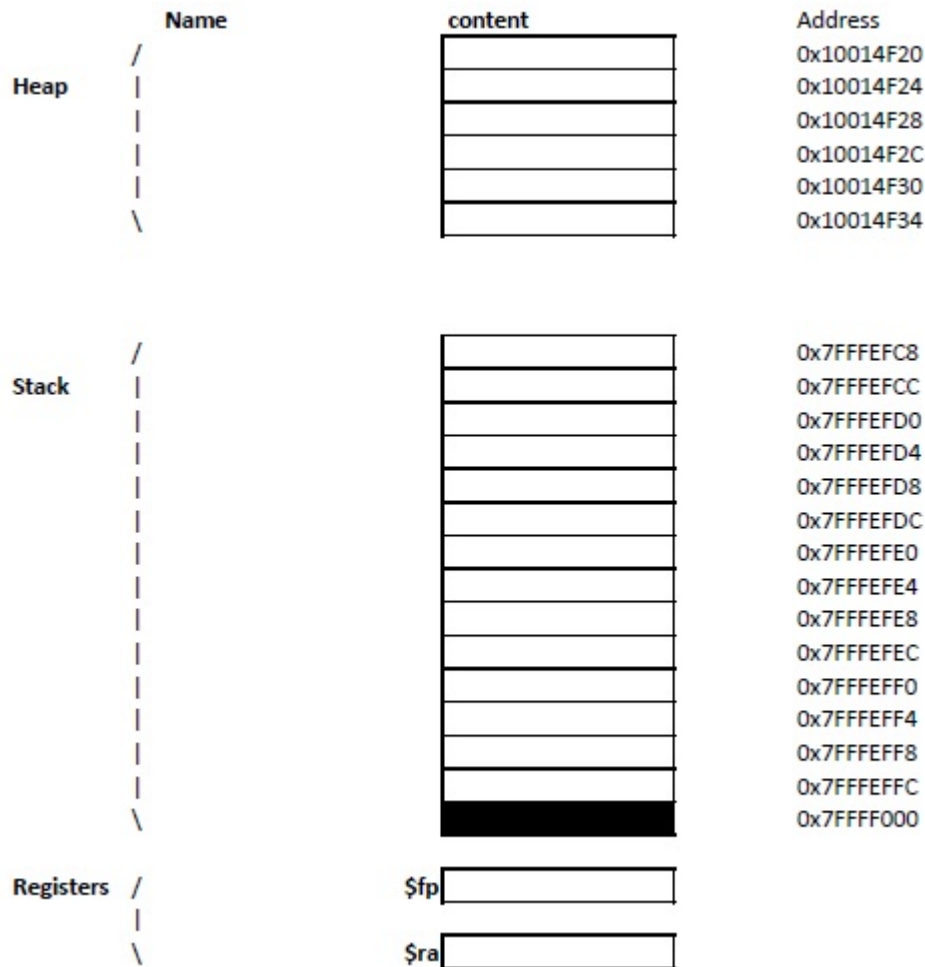 Name content Address
/ 0x10014F20
Heap | 0x10014F24
| 0x10014F28
| 0x10014F2C
| 0x10014F30
\ 0x10014F34
/ 0x7FFFEFC8
Stack | 0x7FFFEFCC
| 0x7FFFEFD0
| 0x7FFFEFD4
| 0x7FFFEFD8
| 0x7FFFEFDC
| 0x7FFFEFE0
| 0x7FFFEFE4
| 0x7FFFEFE8
| 0x7FFFEFEC
| 0x7FFFEFF0
| 0x7FFFEFF4
| 0x7FFFEFF8
| 0x7FFFEFFC
\ 0x7FFFF000
Registers / $fp
|
\ $ra